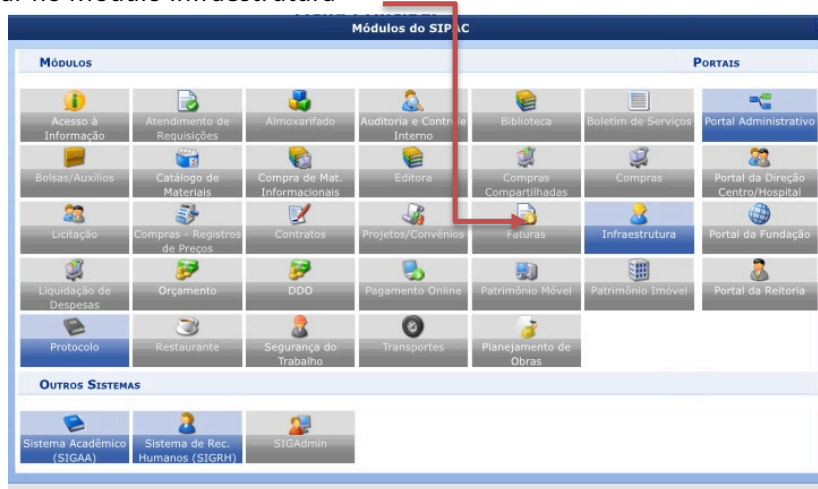 no Módulo Infraestrutura
Módulos do SIPAC
MÓDULOS
PORTAIS
Acesso à Informação
Atendimento de Requisições
Almoxarifado
Auditoria e Controle Interno
Biblioteca
Boletim de Serviços
Portal Administrativo
Bolsas/Auxílios
Catálogo de Materiais
Compra de Mat. Informacionais
Editora
Compras Compartilhadas
Compras
Portal da Direção Centro/Hospital
Licitação
Compras - Registros de Preços
Contratos
Projetos/Convênios
Faturas
Infraestrutura
Portal da Fundação
Liquidação de Despesas
Orçamento
DDO
Pagamento Online
Patrimônio Móvel
Patrimônio Imóvel
Portal da Reitoria
Protocolo
Restaurante
Segurança do Trabalho
Transportes
Planejamento de Obras
OUTROS SISTEMAS
Sistema Acadêmico (SIGAA)
Sistema de Rec. Humanos (SIGRH)
SIGAdmin